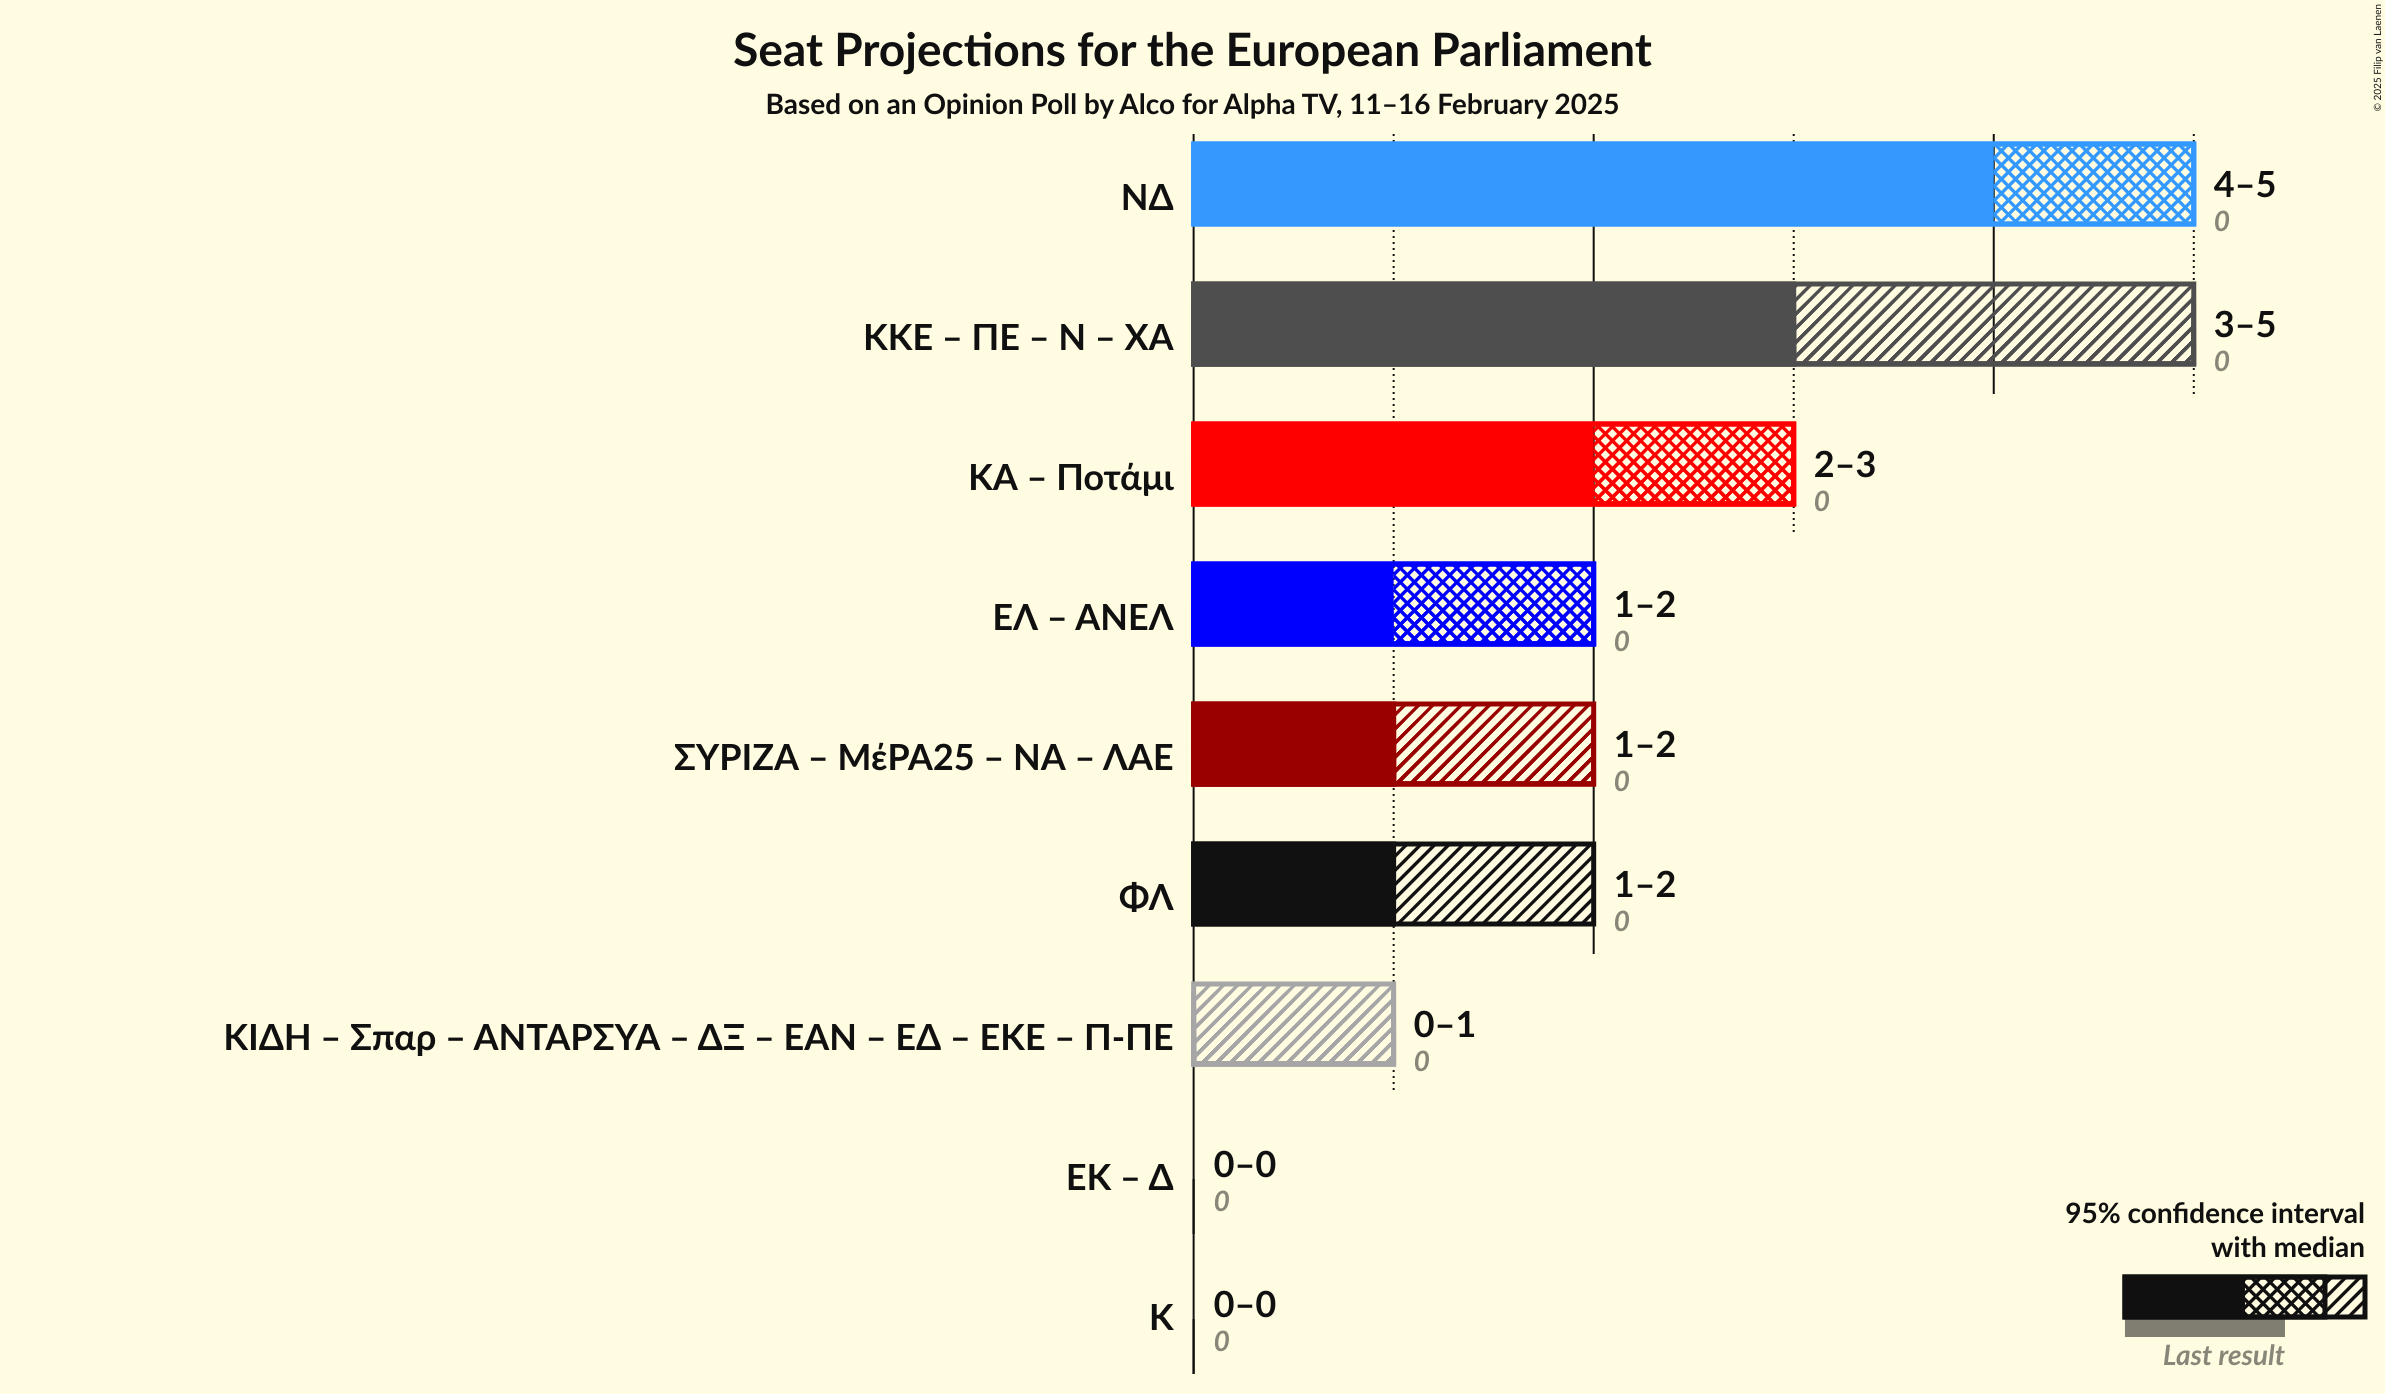 Seat Projections for the European Parliament
Based on an Opinion Poll by Alco for Alpha TV, 11–16 February 2025
© 2025 Filip van Laenen
ΝΔ
4–5
0
ΚΚΕ – ΠΕ – Ν – ΧΑ
3–5
0
ΚΑ – Ποτάμι
2–3
0
ΕΛ – ΑΝΕΛ
1–2
0
ΣΥΡΙΖΑ – ΜέΡΑ25 – ΝΑ – ΛΑΕ
1–2
0
ΦΛ
1–2
0
ΚΙΔΗ – Σπαρ – ΑΝΤΑΡΣΥΑ – ΔΞ – ΕΑΝ – ΕΔ – ΕΚΕ – Π-ΠΕ
0–1
0
ΕΚ – Δ
0–0
0
Κ
0–0
0
95% confidence interval
with median
Last result